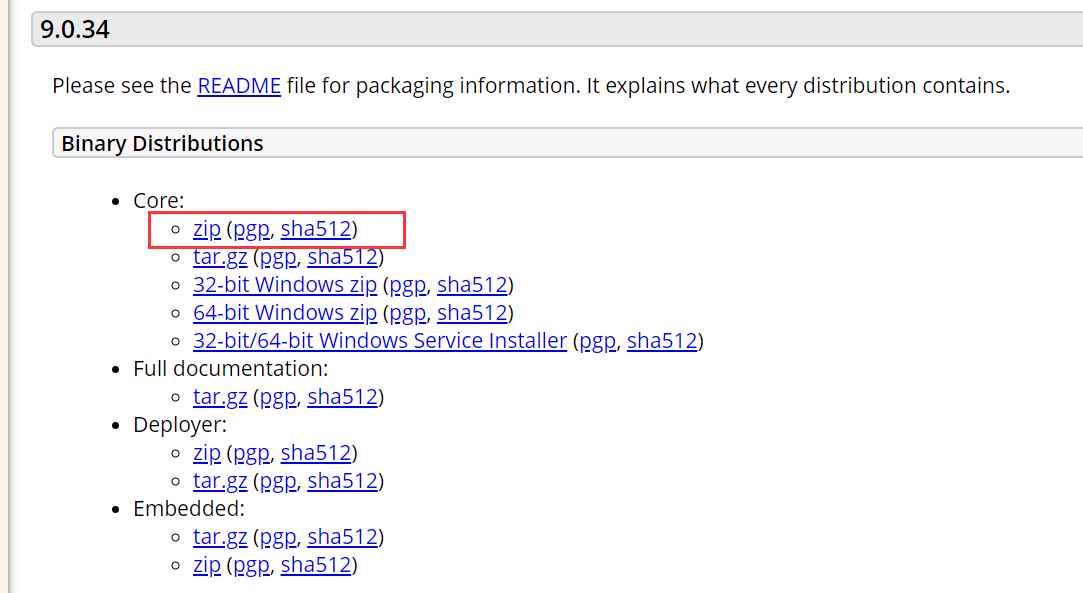 9.0.34
Please see the README file for packaging information. It explains what every distribution contains.
Binary Distributions
Core:
zip (pgp, sha512)
tar.gz (pgp, sha512)
32-bit Windows zip (pgp, sha512)
64-bit Windows zip (pgp, sha512)
32-bit/64-bit Windows Service Installer (pgp, sha512)
Full documentation:
tar.gz (pgp, sha512)
Deployer:
zip (pgp, sha512)
tar.gz (pgp, sha512)
Embedded:
tar.gz (pgp, sha512)
zip (pgp, sha512)